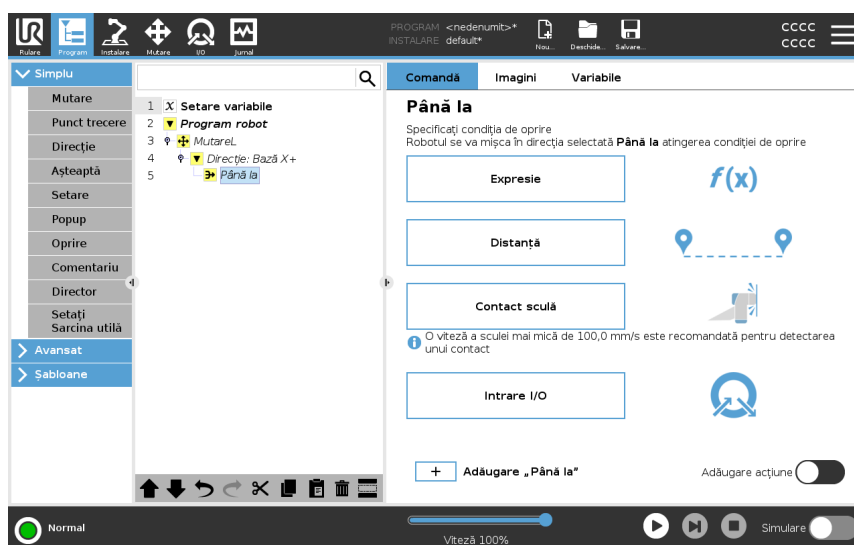 PROGRAM <nedenumit>*
INSTALARE default*
Rulare Program Instalare Mutare I/O Jurnal
Nou... Deschide... Salvare...
cccc
cccc
Simplu
Mutare
Punct trecere
Direcție
Așteaptă
Setare
Popup
Oprire
Comentariu
Director
Setați
Sarcina utilă
Avansat
Șabloane
1 X Setare variabile
2 Program robot
3 MutareL
4 Direcție: Bază X+
5 Până la
Comandă Imagini Variabile
Până la
Specificați condiția de oprire
Robotul se va mișca în direcția selectată Până la atingerea condiției de oprire
Expresie f(x)
Distanță
Contact sculă
O viteză a sculei mai mică de 100,0 mm/s este recomandată pentru detectarea
unui contact
Intrare I/O
+ Adăugare „Până la”
Adăugare acțiune
Normal
Viteză 100%
Simulare